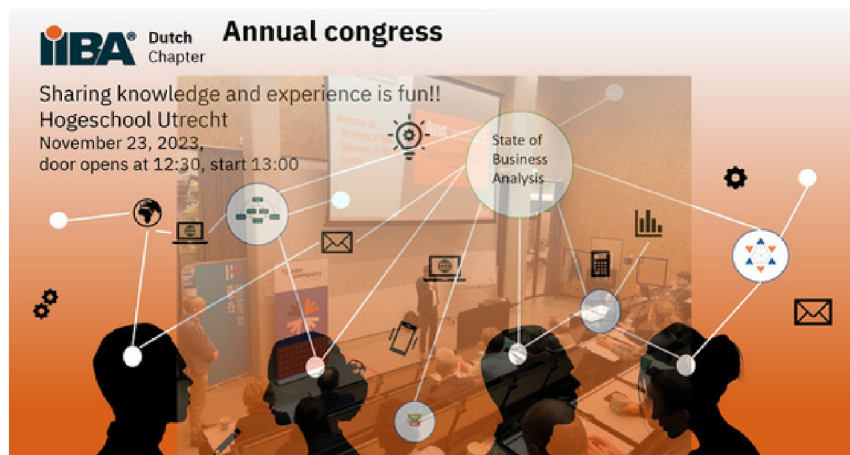 iiBA® Dutch Chapter
Annual congress
Sharing knowledge and experience is fun!!
Hogeschool Utrecht
November 23, 2023,
door opens at 12:30, start 13:00
State of
Business
Analysis